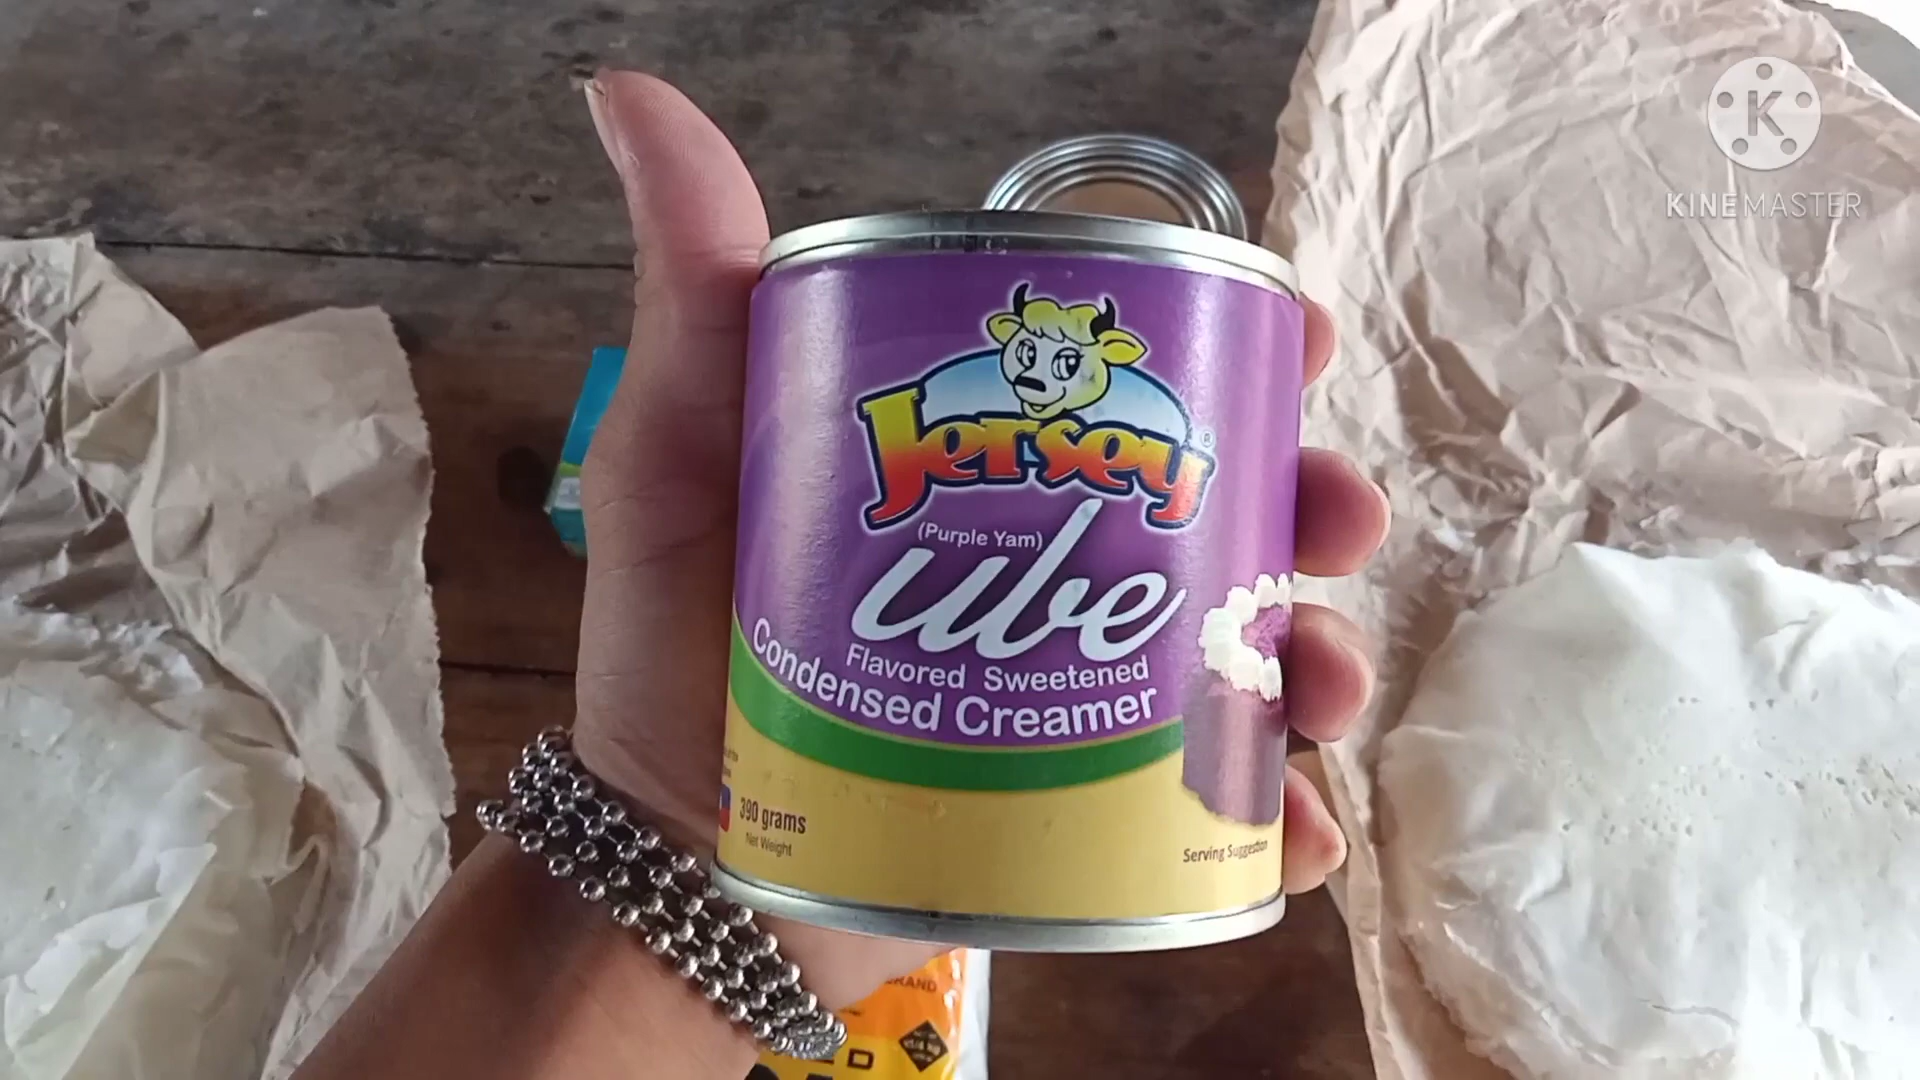 K
KINEMASTER
Jersey®
(Purple Yam)
ube
Flavored Sweetened
Condensed Creamer
390 grams
Net Weight
Serving Suggestion